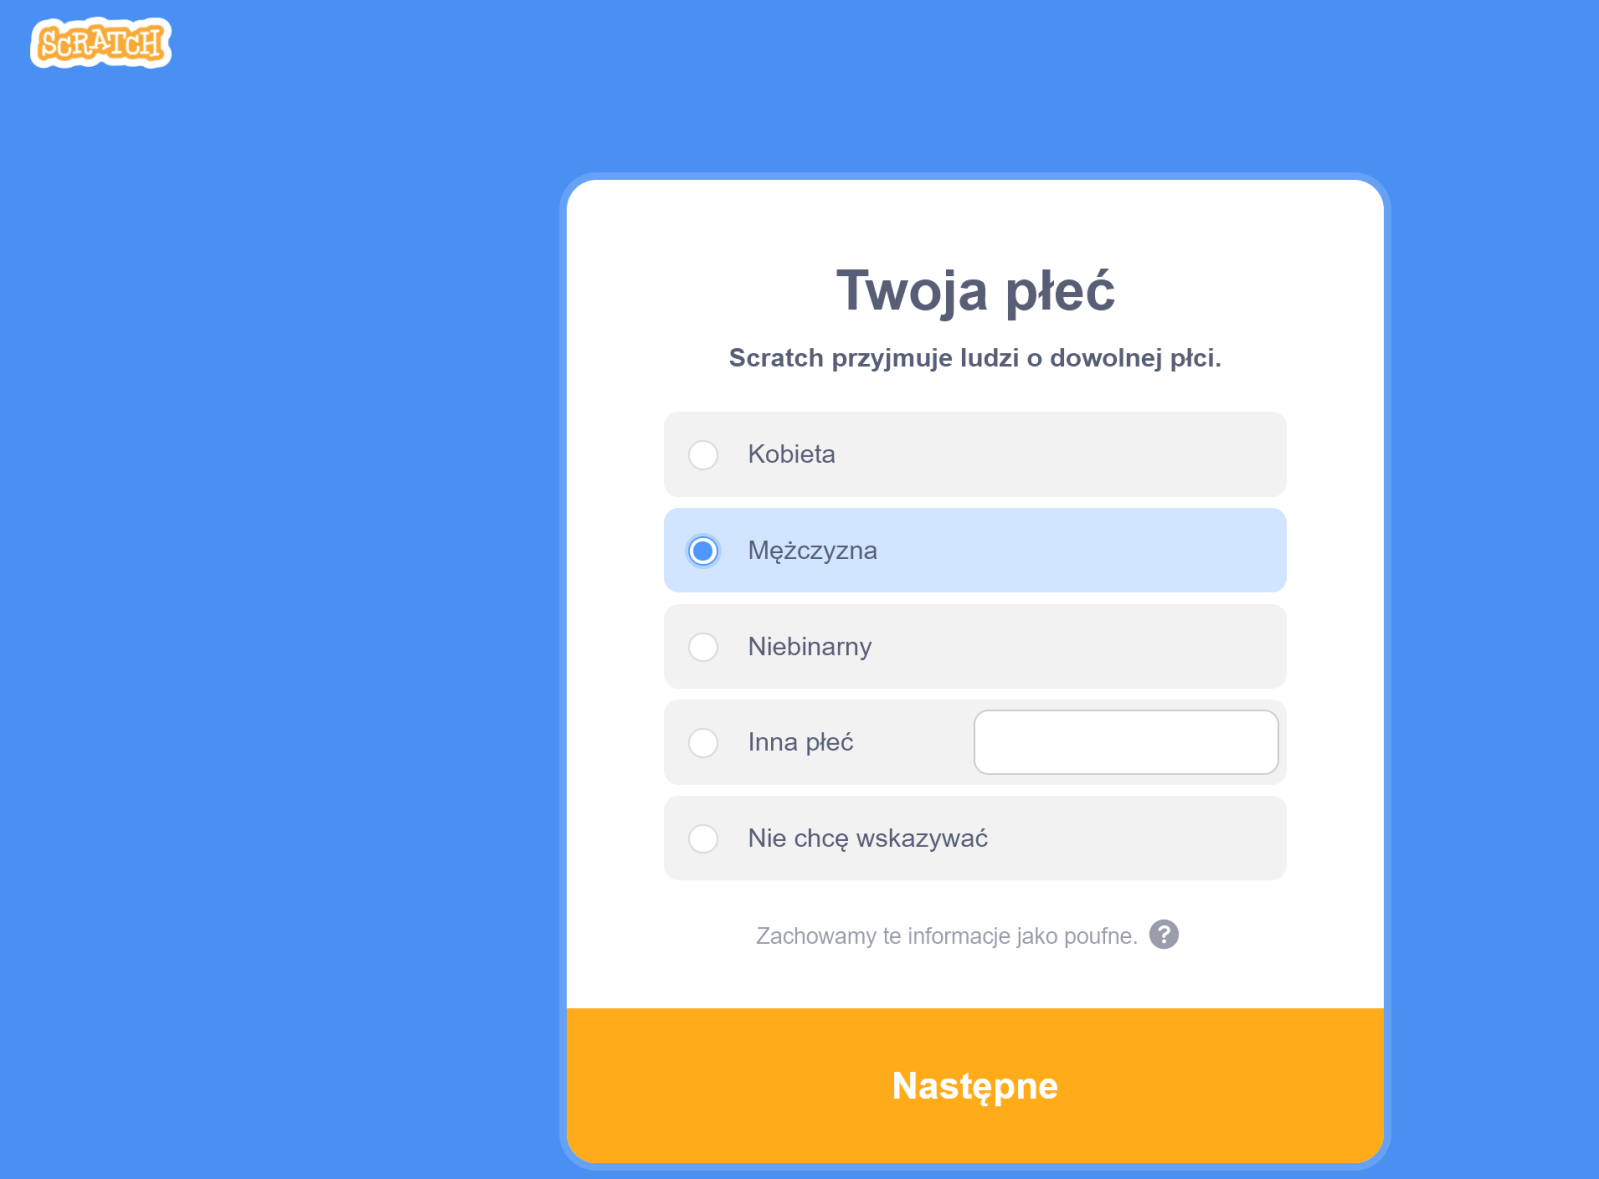 SCRATCH
Twoja płeć
Scratch przyjmuje ludzi o dowolnej płci.
Kobieta
Mężczyzna
Niebinarny
Inna płeć
Nie chcę wskazywać
Zachowamy te informacje jako poufne. ?
Następne